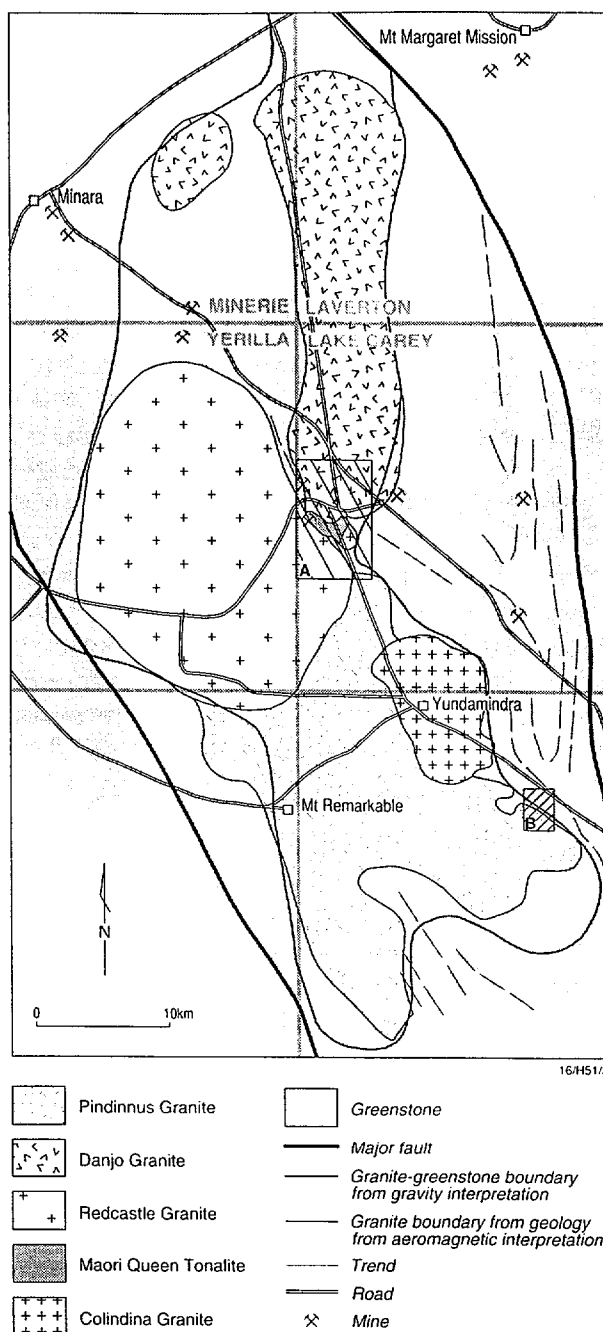 Mt Margaret Mission
Minara
MINERIE LAVERTON
YERILLA LAKE CAREY
A
Yundamindra
B
Mt Remarkable
N
0 10km
16/H51/
Pindinnus Granite
Danjo Granite
Redcastle Granite
Maori Queen Tonalite
Colindina Granite
Greenstone
Major fault
Granite-greenstone boundary
from gravity interpretation
Granite boundary from geology
from aeromagnetic interpretation
Trend
Road
Mine